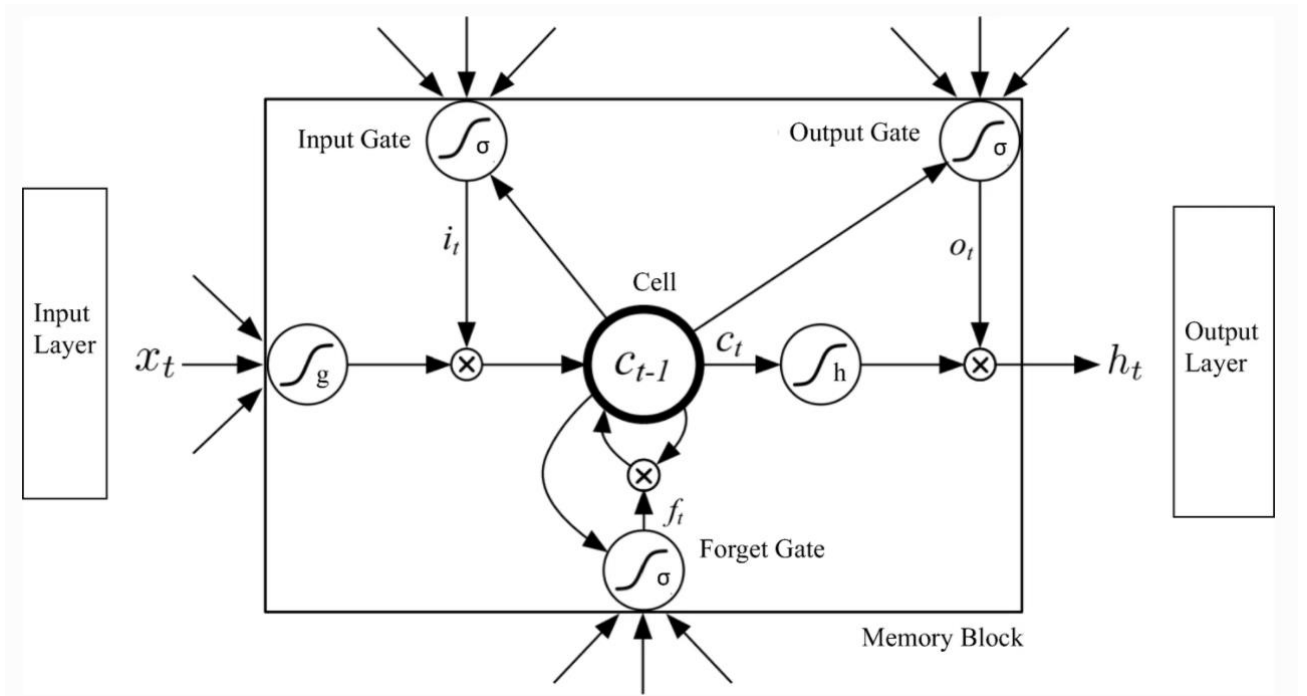 Input Gate
σ
Output Gate
σ
i_t
o_t
Cell
Input
Layer
x_t
g
c_{t-1}
c_t
h
h_t
Output
Layer
f_t
Forget Gate
σ
Memory Block